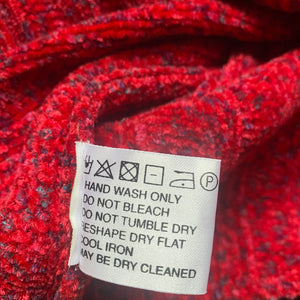 P
HAND WASH ONLY
DO NOT BLEACH
DO NOT TUMBLE DRY
RESHAPE DRY FLAT
COOL IRON
MAY BE DRY CLEANED